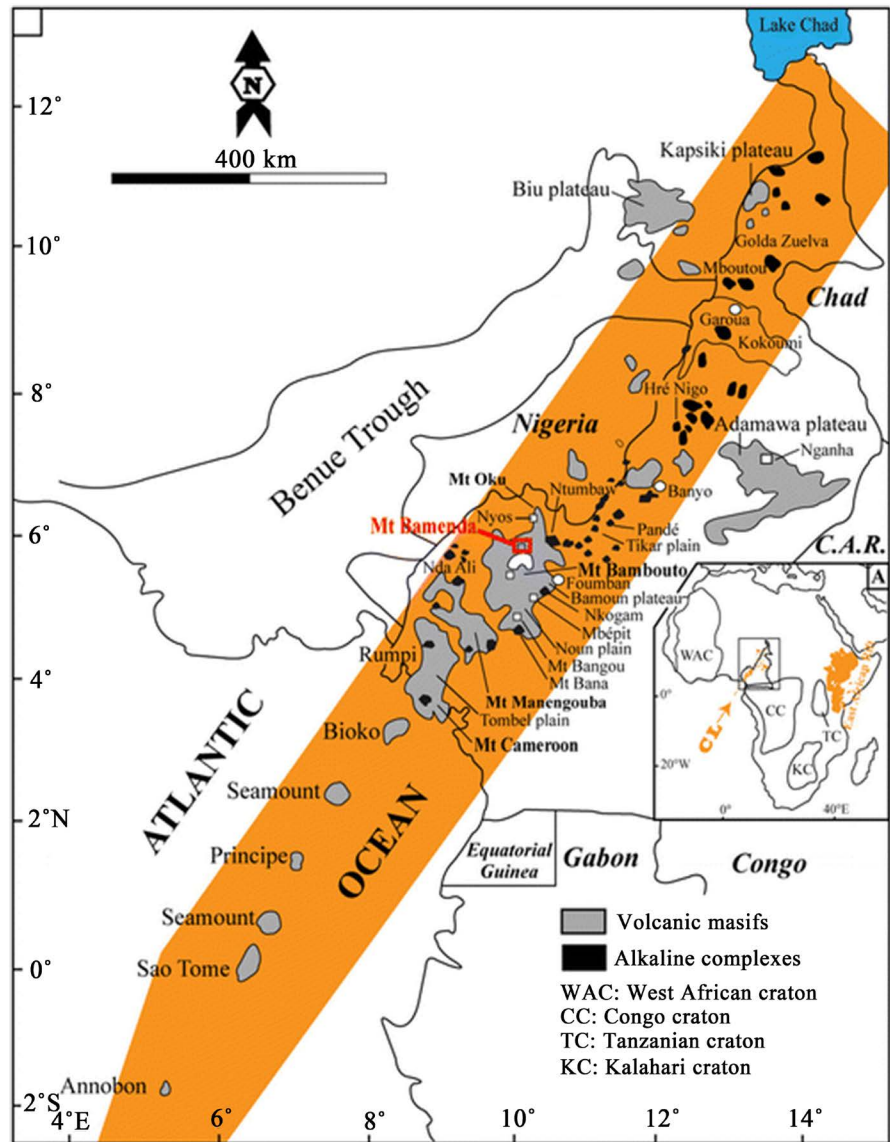 Lake Chad
12°
N
400 km
Kapsiki plateau
Biu plateau
10°
Golda Zuelva
Mboutou
Chad
Garoua
Kokoumi
8°
Hré Nigo
Benue Trough
Nigeria
Adamawa plateau
Nganha
Mt Oku
Ntumbaw
Banyo
Nyos
6°
Mt Bamenda
Pandé
Tikar plain
C.A.R.
Nda Ali
Mt Bambouto
Foumban
Bamoun plateau
Nkogam
Mbépit
Noun plain
Mt Bangou
Mt Bana
Rumpi
4°
Mt Manengouba
Tombel plain
Bioko
Mt Cameroon
ATLANTIC
OCEAN
Seamount
2°N
Principe
Equatorial
Guinea
Gabon
Congo
Seamount
Sao Tome
0°
Annobon
2°S
4°E
6°
8°
10°
12°
14°
A
WAC
0°
CL
CC
TC
KC
20°W
0°
40°E
Volcanic masifs
Alkaline complexes
WAC: West African craton
CC: Congo craton
TC: Tanzanian craton
KC: Kalahari craton